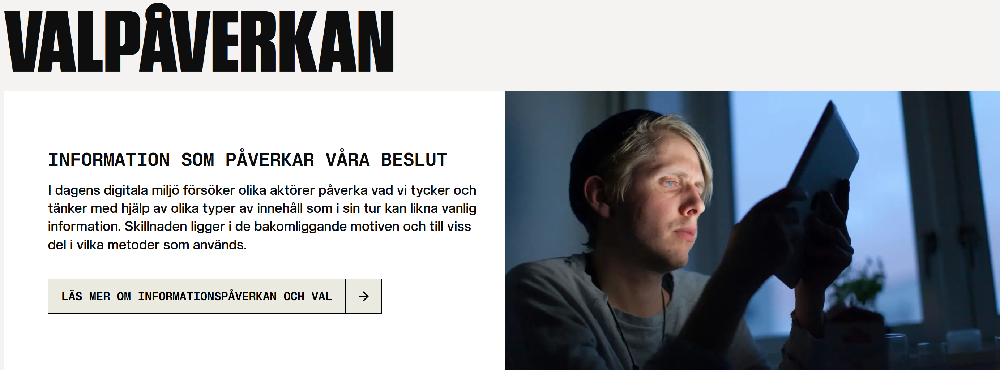 VALPÅVERKAN
INFORMATION SOM PÅVERKAR VÅRA BESLUT
I dagens digitala miljö försöker olika aktörer påverka vad vi tycker och
tänker med hjälp av olika typer av innehåll som i sin tur kan likna vanlig
information. Skillnaden ligger i de bakomliggande motiven och till viss
del i vilka metoder som används.
LÄS MER OM INFORMATIONSPÅVERKAN OCH VAL →